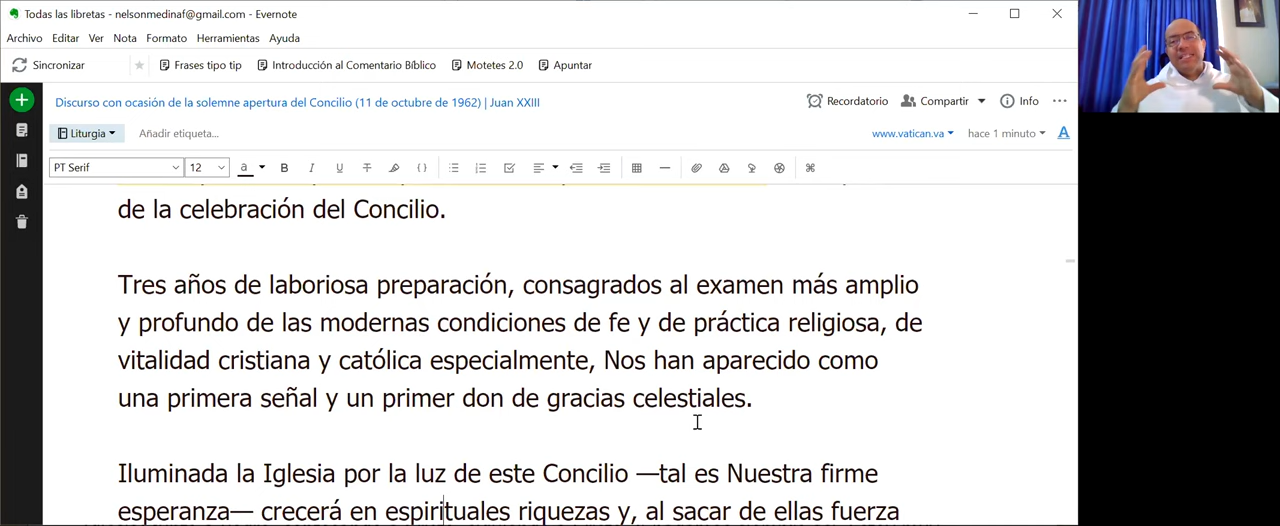 Todas las libretas - nelsonmedinaf@gmail.com - Evernote
Archivo Editar Ver Nota Formato Herramientas Ayuda
Sincronizar Frases tipo tip Introducción al Comentario Bíblico Motetes 2.0 Apuntar
Discurso con ocasión de la solemne apertura del Concilio (11 de octubre de 1962) | Juan XXIII Recordatorio Compartir Info
Liturgia Añadir etiqueta... www.vatican.va hace 1 minuto A
PT Serif 12 a B I U T
de la celebración del Concilio.
Tres años de laboriosa preparación, consagrados al examen más amplio
y profundo de las modernas condiciones de fe y de práctica religiosa, de
vitalidad cristiana y católica especialmente, Nos han aparecido como
una primera señal y un primer don de gracias celestiales.
Iluminada la Iglesia por la luz de este Concilio —tal es Nuestra firme
esperanza— crecerá en espirituales riquezas y, al sacar de ellas fuerza